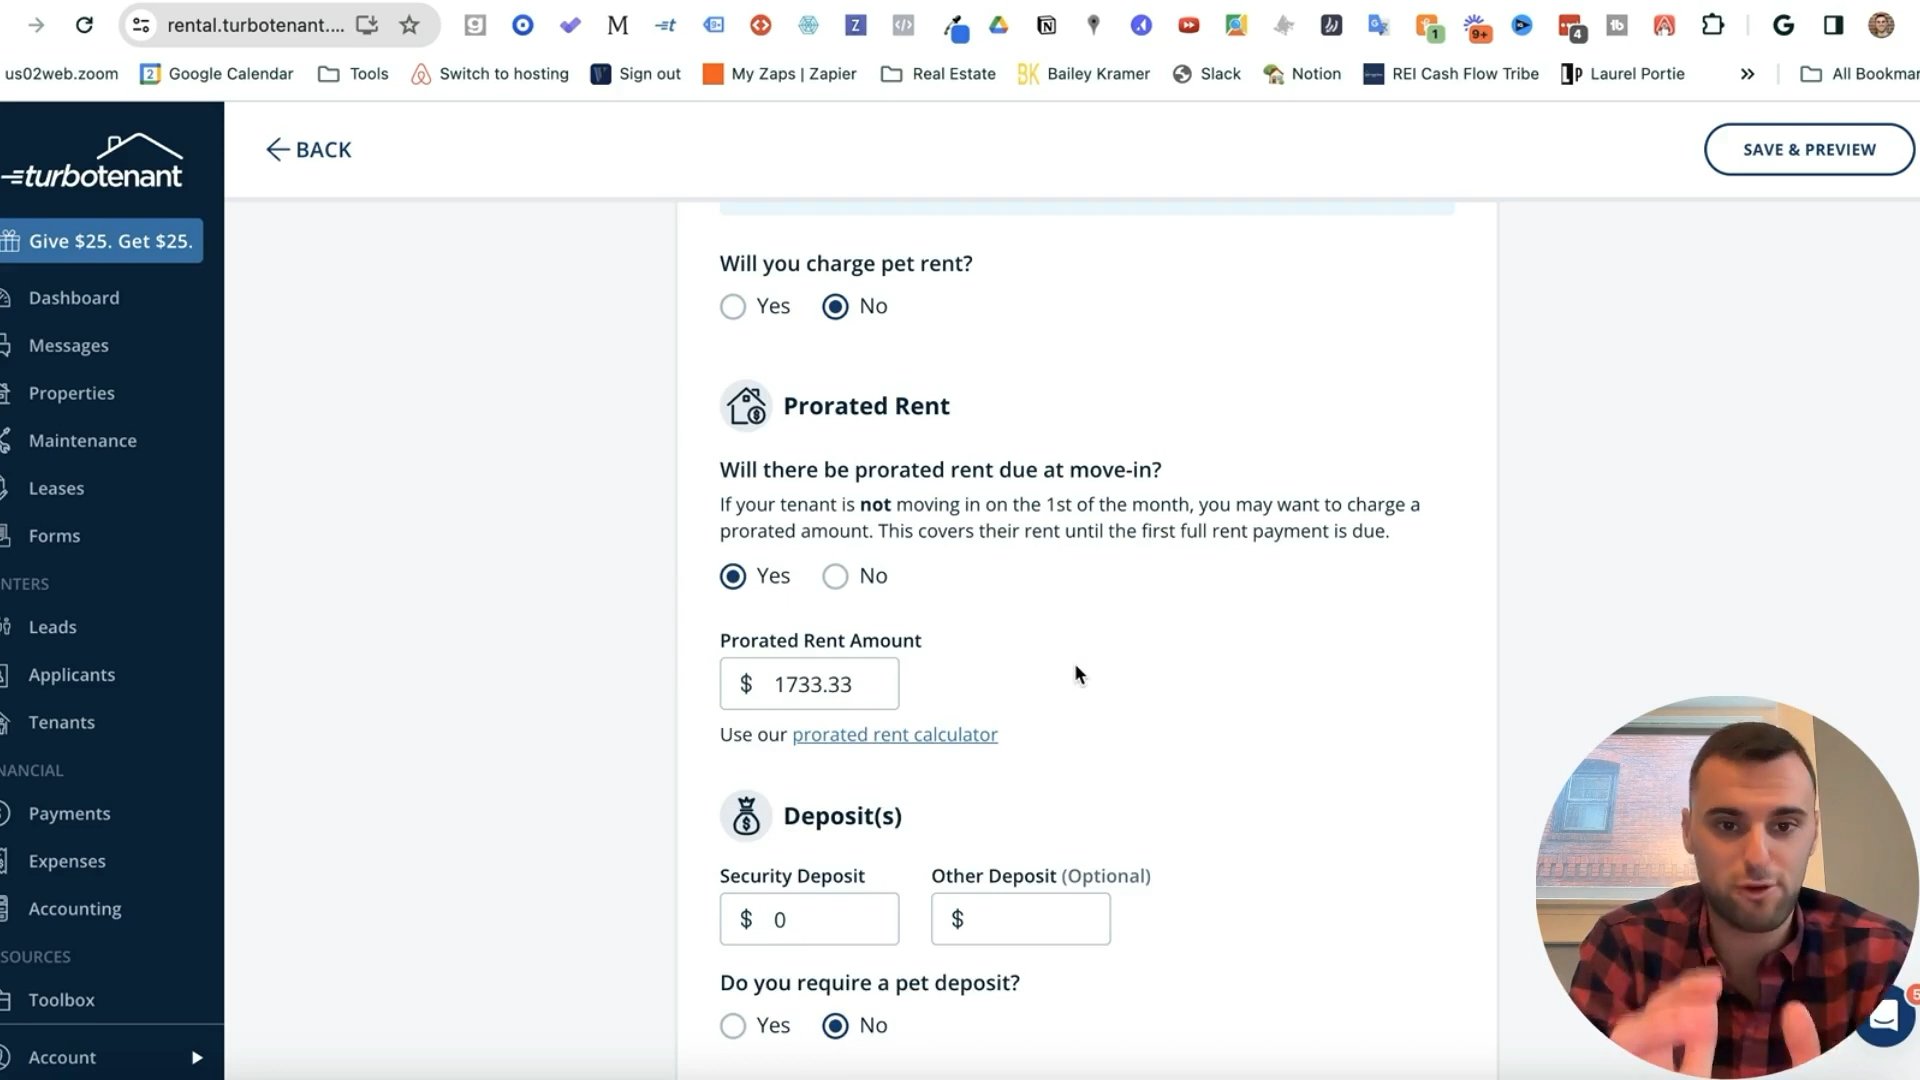 rental.turbotenant....
1
9+
4
us02web.zoom
2
Google Calendar
Tools
Switch to hosting
Sign out
My Zaps | Zapier
Real Estate
BK
Bailey Kramer
Slack
Notion
REI Cash Flow Tribe
Laurel Portie
»
All Bookmar
turbotenant
← BACK
SAVE & PREVIEW
Give $25. Get $25.
Dashboard
Messages
Properties
Maintenance
Leases
Forms
NTERS
Leads
Applicants
Tenants
NANCIAL
Payments
Expenses
Accounting
SOURCES
Toolbox
Account
Will you charge pet rent?
Yes No
Prorated Rent
Will there be prorated rent due at move-in?
If your tenant is not moving in on the 1st of the month, you may want to charge a
prorated amount. This covers their rent until the first full rent payment is due.
Yes No
Prorated Rent Amount
$ 1733.33
Use our prorated rent calculator
Deposit(s)
Security Deposit Other Deposit (Optional)
$ 0 $
Do you require a pet deposit?
Yes No
5